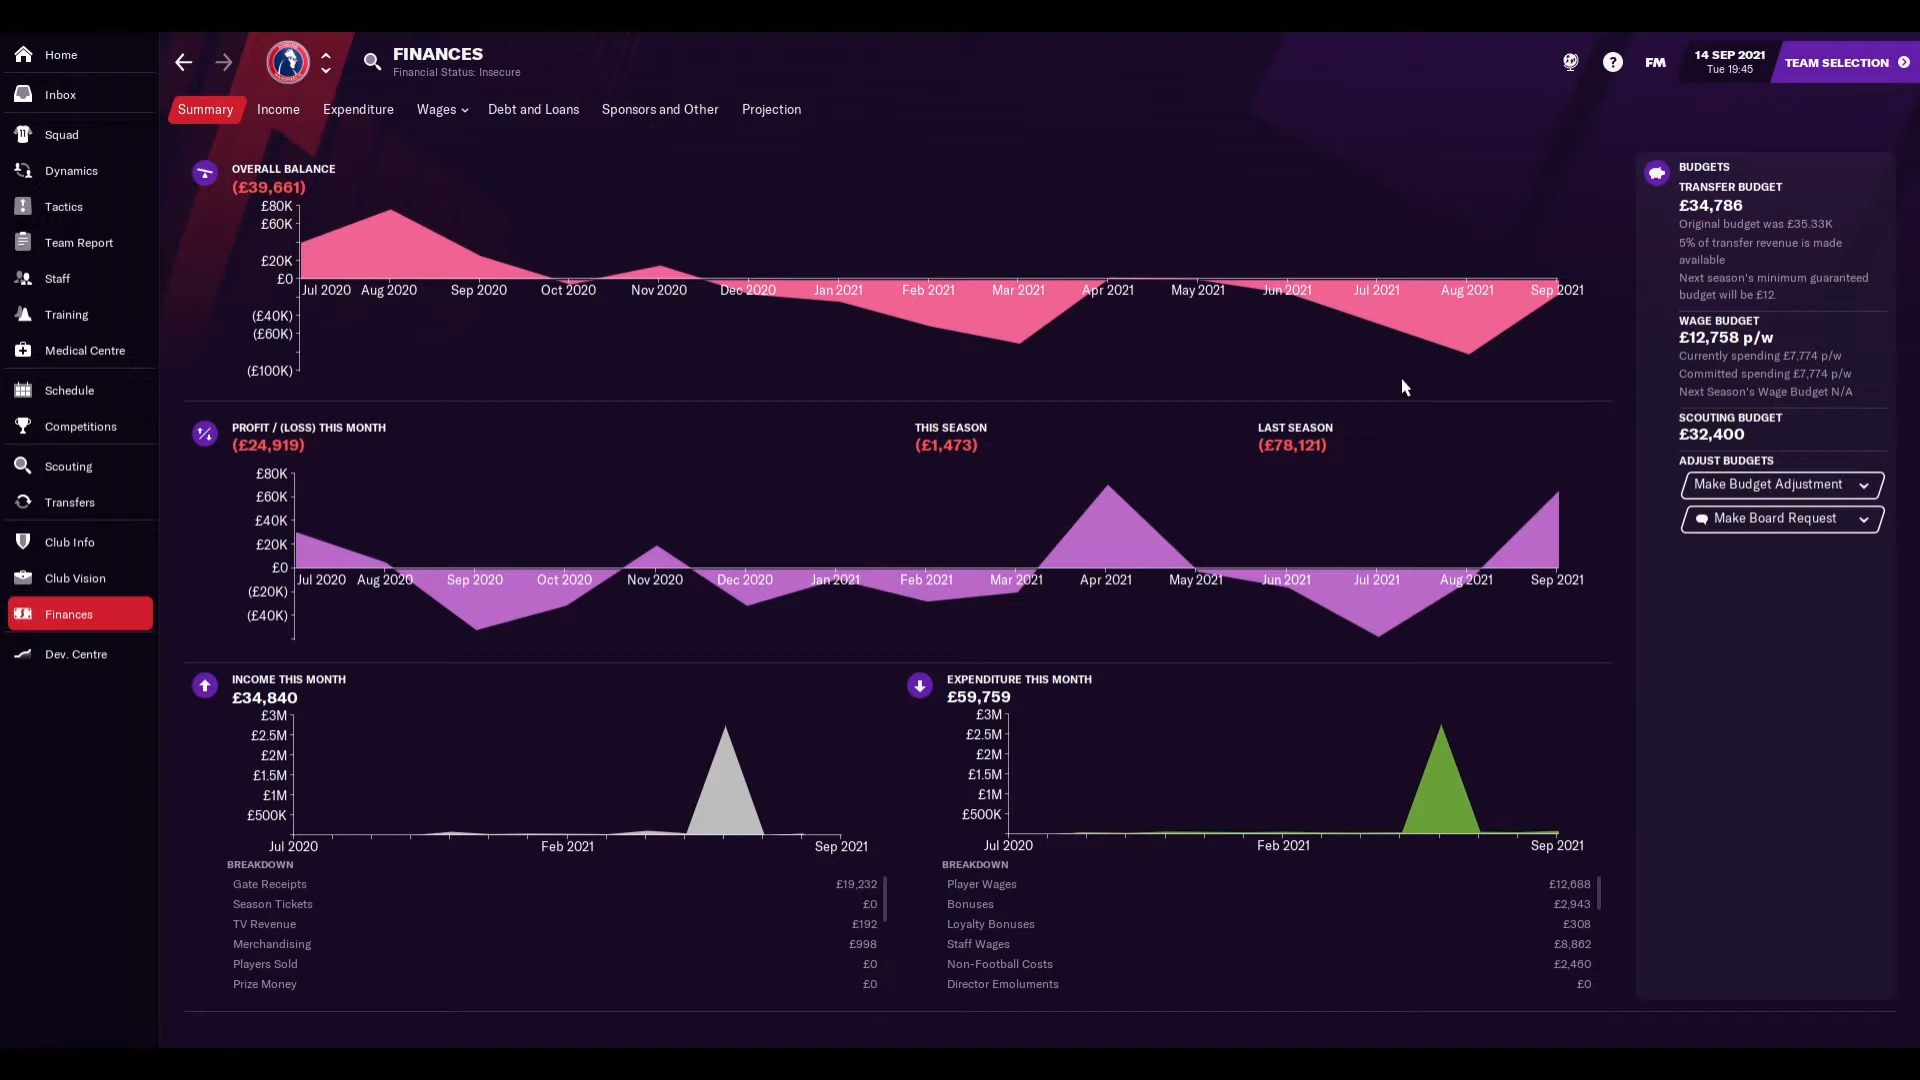 Home
Inbox
Squad
Dynamics
Tactics
Team Report
Staff
Training
Medical Centre
Schedule
Competitions
Scouting
Transfers
Club Info
Club Vision
Finances
Dev. Centre
FINANCES
Financial Status: Insecure
FM
14 SEP 2021
Tue 19:45
TEAM SELECTION
Summary Income Expenditure Wages Debt and Loans Sponsors and Other Projection
OVERALL BALANCE
(£39,661)
£80K
£60K
£20K
£0
(£40K)
(£60K)
(£100K)
Jul 2020 Aug 2020 Sep 2020 Oct 2020 Nov 2020 Dec 2020 Jan 2021 Feb 2021 Mar 2021 Apr 2021 May 2021 Jun 2021 Jul 2021 Aug 2021 Sep 2021
PROFIT / (LOSS) THIS MONTH
(£24,919)
THIS SEASON
(£1,473)
LAST SEASON
(£78,121)
£80K
£60K
£40K
£20K
£0
(£20K)
(£40K)
Jul 2020 Aug 2020 Sep 2020 Oct 2020 Nov 2020 Dec 2020 Jan 2021 Feb 2021 Mar 2021 Apr 2021 May 2021 Jun 2021 Jul 2021 Aug 2021 Sep 2021
INCOME THIS MONTH
£34,840
£3M
£2.5M
£2M
£1.5M
£1M
£500K
Jul 2020 Feb 2021 Sep 2021
BREAKDOWN
Gate Receipts £19,232
Season Tickets £0
TV Revenue £192
Merchandising £998
Players Sold £0
Prize Money £0
EXPENDITURE THIS MONTH
£59,759
£3M
£2.5M
£2M
£1.5M
£1M
£500K
Jul 2020 Feb 2021 Sep 2021
BREAKDOWN
Player Wages £12,688
Bonuses £2,943
Loyalty Bonuses £308
Staff Wages £8,862
Non-Football Costs £2,460
Director Emoluments £0
BUDGETS
TRANSFER BUDGET
£34,786
Original budget was £35.33K
5% of transfer revenue is made
available
Next season's minimum guaranteed
budget will be £12.
WAGE BUDGET
£12,758 p/w
Currently spending £7,774 p/w
Committed spending £7,774 p/w
Next Season's Wage Budget N/A
SCOUTING BUDGET
£32,400
ADJUST BUDGETS
Make Budget Adjustment
Make Board Request